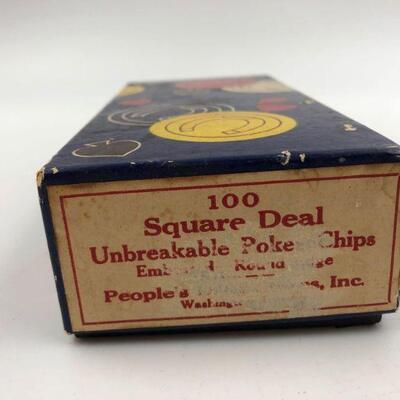 100
Square Deal
Unbreakable Poker Chips
Round
People's Inc.